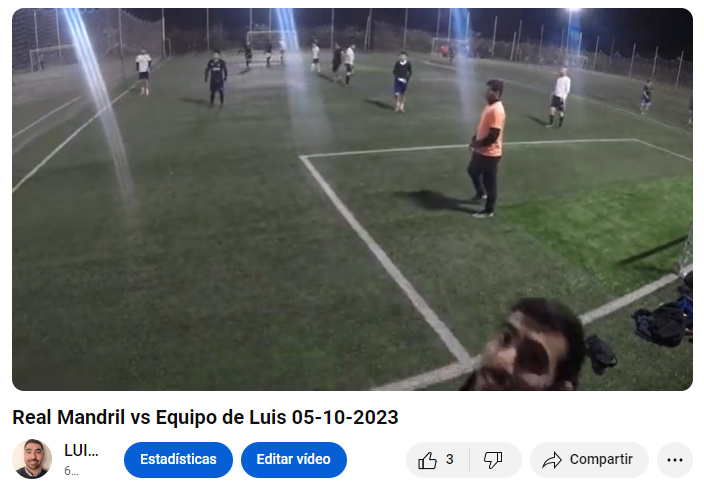 Real Mandril vs Equipo de Luis 05-10-2023
LUI...
6...
Estadísticas
Editar vídeo
3
Compartir